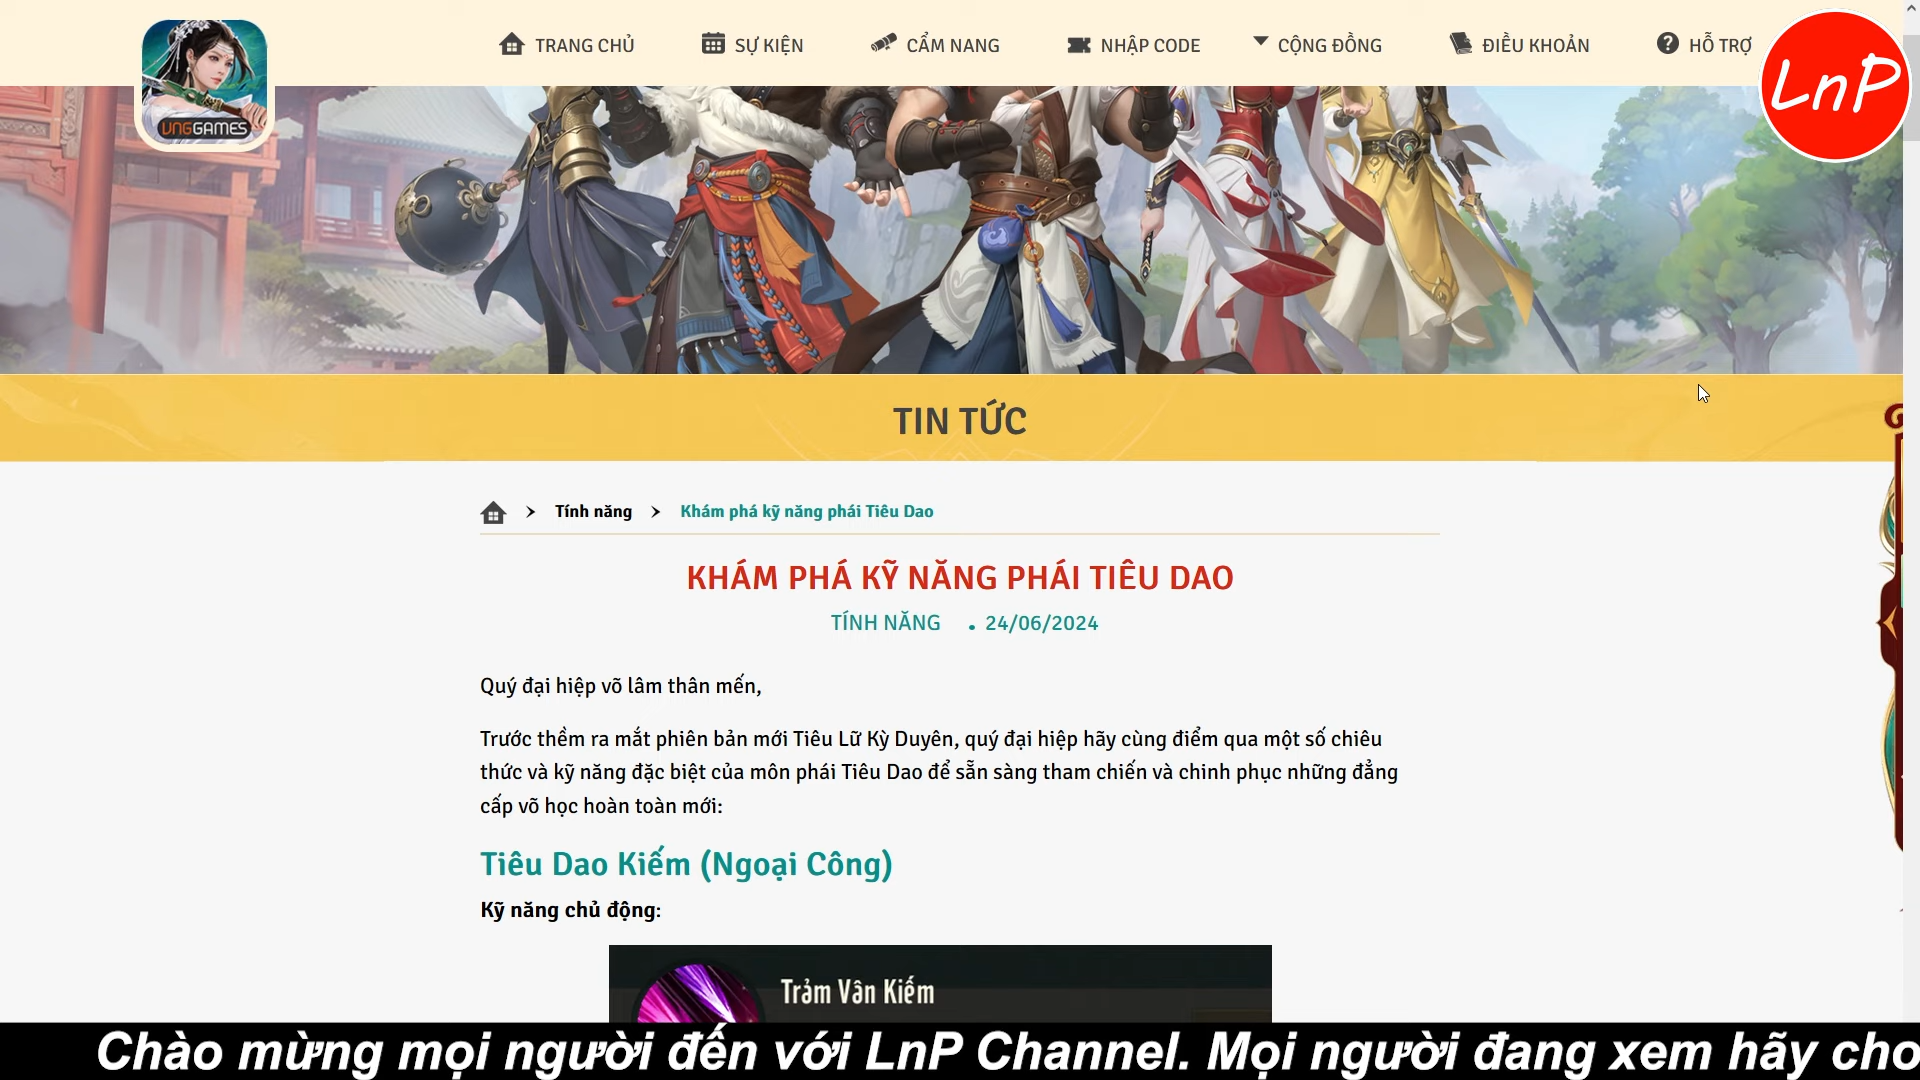 TRANG CHỦ
SỰ KIỆN
CẨM NANG
NHẬP CODE
CỘNG ĐỒNG
ĐIỀU KHOẢN
HỖ TRỢ
LnP
VNGGAMES
TIN TỨC
Tính năng
Khám phá kỹ năng phái Tiêu Dao
KHÁM PHÁ KỸ NĂNG PHÁI TIÊU DAO
TÍNH NĂNG . 24/06/2024
Quý đại hiệp võ lâm thân mến,
Trước thềm ra mắt phiên bản mới Tiêu Lữ Kỳ Duyên, quý đại hiệp hãy cùng điểm qua một số chiêu
thức và kỹ năng đặc biệt của môn phái Tiêu Dao để sẵn sàng tham chiến và chinh phục những đẳng
cấp võ học hoàn toàn mới:
Tiêu Dao Kiếm (Ngoại Công)
Kỹ năng chủ động:
Trảm Vân Kiếm
Chào mừng mọi người đến với LnP Channel. Mọi người đang xem hãy cho